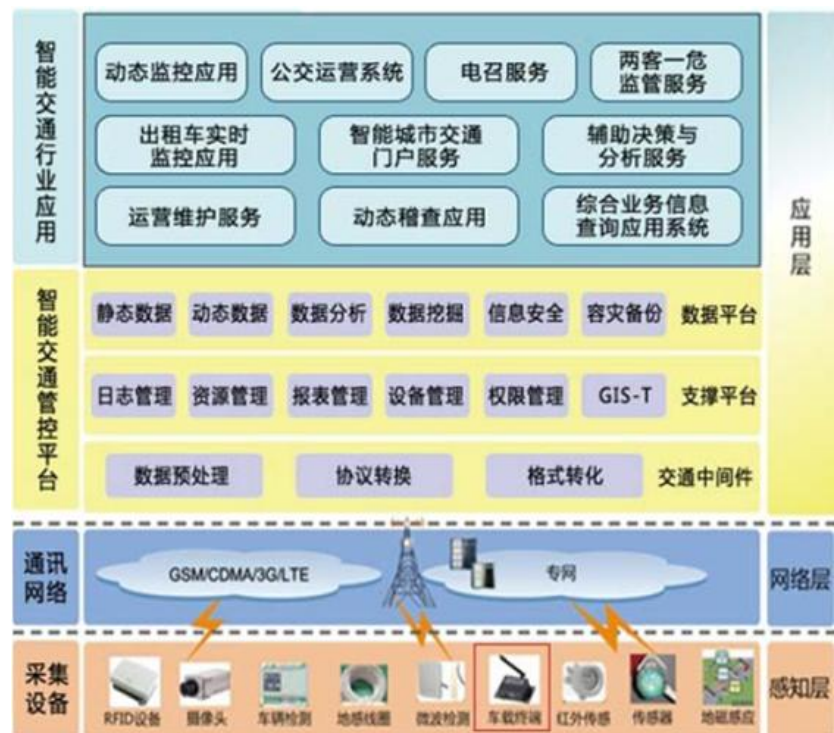 智能交通行业应用
动态监控应用
公交运营系统
电召服务
两客一危
监管服务
出租车实时
监控应用
智能城市交通
门户服务
辅助决策与
分析服务
运营维护服务
动态稽查应用
综合业务信息
查询应用系统
应用层
智能交通管控平台
静态数据
动态数据
数据分析
数据挖掘
信息安全
容灾备份
数据平台
日志管理
资源管理
报表管理
设备管理
权限管理
GIS-T
支撑平台
数据预处理
协议转换
格式转化
交通中间件
通讯
网络
GSM/CDMA/3G/LTE
专网
网络层
采集
设备
RFID设备
摄像头
车辆检测
地感线圈
微波检测
车载终端
红外传感
传感器
地磁感应
感知层